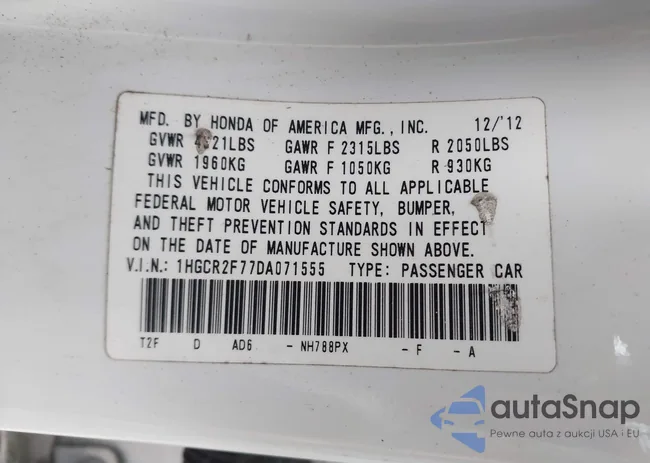 MFD. BY HONDA OF AMERICA MFG., INC. 12/'12
GVWR 4321LBS GAWR F 2315LBS R 2050LBS
GVWR 1960KG GAWR F 1050KG R 930KG
THIS VEHICLE CONFORMS TO ALL APPLICABLE
FEDERAL MOTOR VEHICLE SAFETY, BUMPER,
AND THEFT PREVENTION STANDARDS IN EFFECT
ON THE DATE OF MANUFACTURE SHOWN ABOVE.
V.I.N.: 1HGCR2F77DA071555 TYPE: PASSENGER CAR
T2F D AD6 - NH788PX - F - A
autaSnap
Pewne auta z aukcji USA i EU